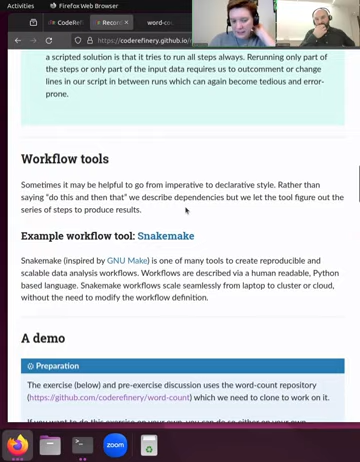 Activities
Firefox Web Browser
CodeRefin
Record
word-cou
https://coderefinery.github.io/r
a scripted solution is that it tries to run all steps always. Rerunning only part
of the steps or only part of the input data requires us to outcomment or change
lines in our script in between runs which can again become tedious and error-
prone.
Workflow tools
Sometimes it may be helpful to go from imperative to declarative style. Rather than
saying "do this and then that" we describe dependencies but we let the tool figure out the
series of steps to produce results.
Example workflow tool: Snakemake
Snakemake (inspired by GNU Make) is one of many tools to create reproducible and
scalable data analysis workflows. Workflows are described via a human readable, Python
based language. Snakemake workflows scale seamlessly from laptop to cluster or cloud,
without the need to modify the workflow definition.
A demo
Preparation
The exercise (below) and pre-exercise discussion uses the word-count repository
(https://github.com/coderefinery/word-count) which we need to clone to work on it.
zoom